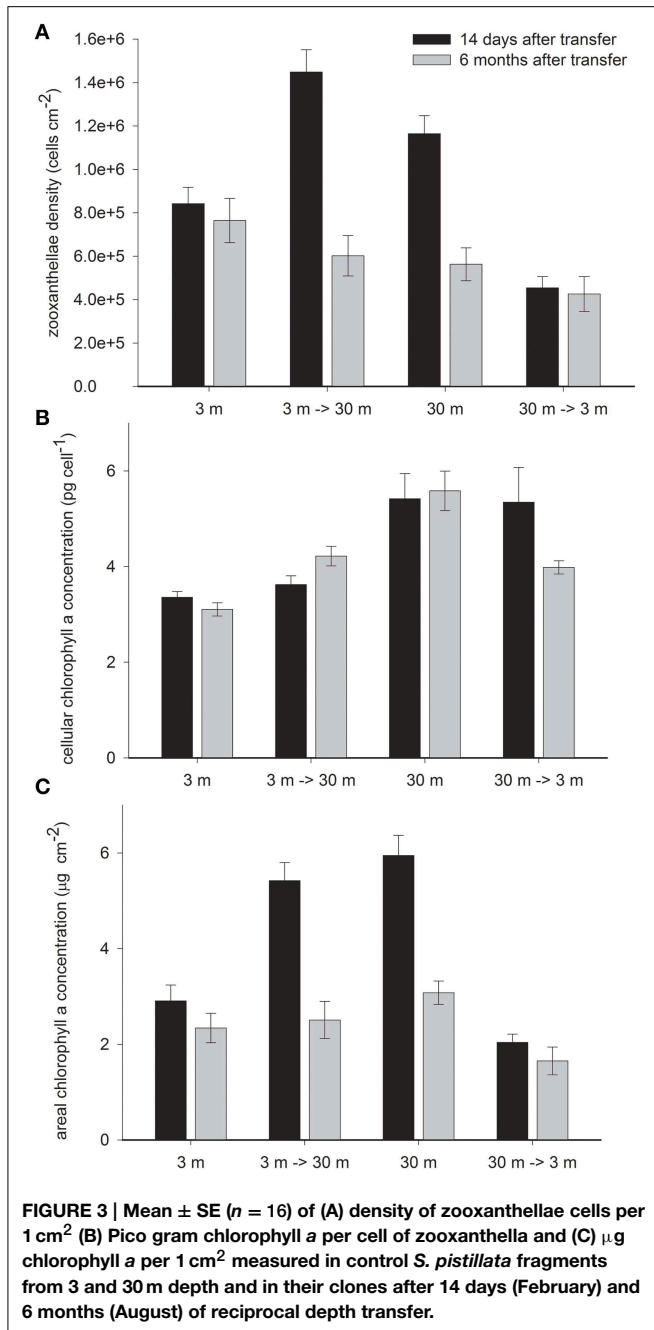 A
1.6e+6
1.4e+6
1.2e+6
1.0e+6
8.0e+5
6.0e+5
4.0e+5
2.0e+5
0.0
zooxanthellae density (cells cm-2)
14 days after transfer
6 months after transfer
3 m
3 m -> 30 m
30 m
30 m -> 3 m
B
6
4
2
0
cellular chlorophyll a concentration (pg cell-1)
3 m
3 m -> 30 m
30 m
30 m -> 3 m
C
6
4
2
0
areal chlorophyll a concentration (µg cm-2)
3 m
3 m -> 30 m
30 m
30 m -> 3 m
FIGURE 3 | Mean ± SE (n = 16) of (A) density of zooxanthellae cells per
1 cm2 (B) Pico gram chlorophyll a per cell of zooxanthella and (C) µg
chlorophyll a per 1 cm2 measured in control S. pistillata fragments
from 3 and 30 m depth and in their clones after 14 days (February) and
6 months (August) of reciprocal depth transfer.